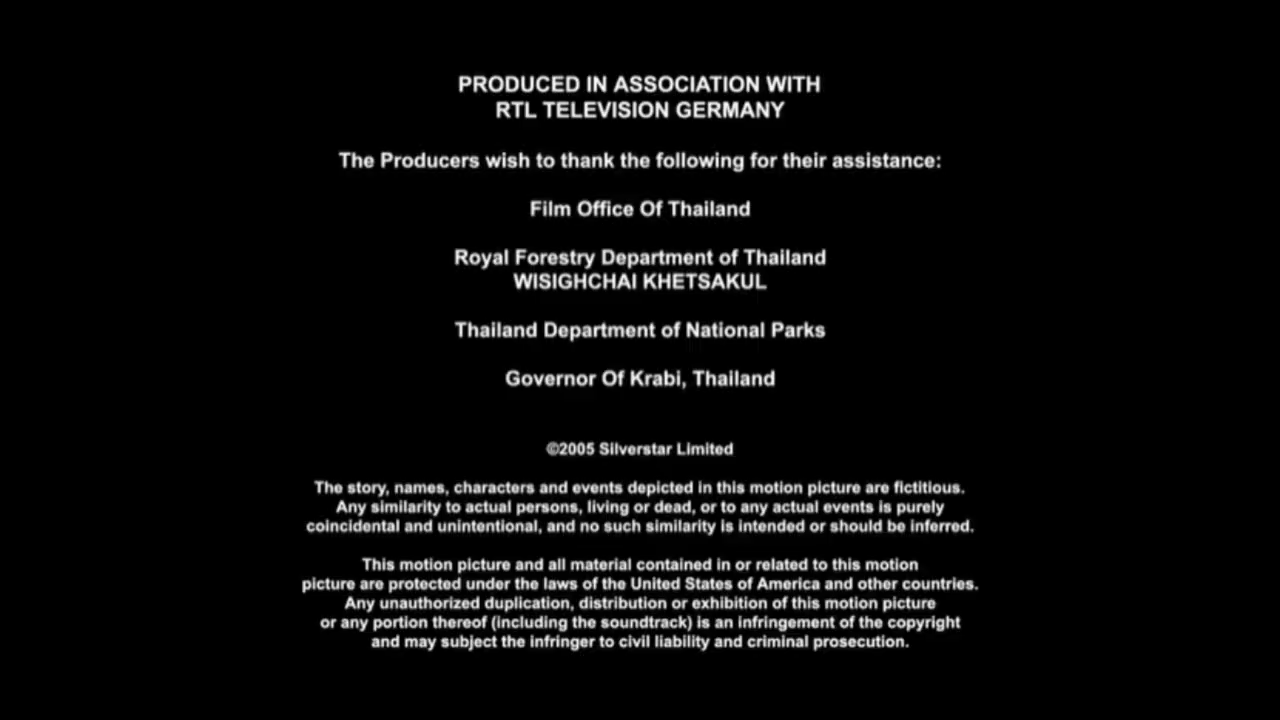 PRODUCED IN ASSOCIATION WITH
RTL TELEVISION GERMANY
The Producers wish to thank the following for their assistance:
Film Office Of Thailand
Royal Forestry Department of Thailand
WISIGHCHAI KHETSAKUL
Thailand Department of National Parks
Governor Of Krabi, Thailand
©2005 Silverstar Limited
The story, names, characters and events depicted in this motion picture are fictitious.
Any similarity to actual persons, living or dead, or to any actual events is purely
coincidental and unintentional, and no such similarity is intended or should be inferred.
This motion picture and all material contained in or related to this motion
picture are protected under the laws of the United States of America and other countries.
Any unauthorized duplication, distribution or exhibition of this motion picture
or any portion thereof (including the soundtrack) is an infringement of the copyright
and may subject the infringer to civil liability and criminal prosecution.